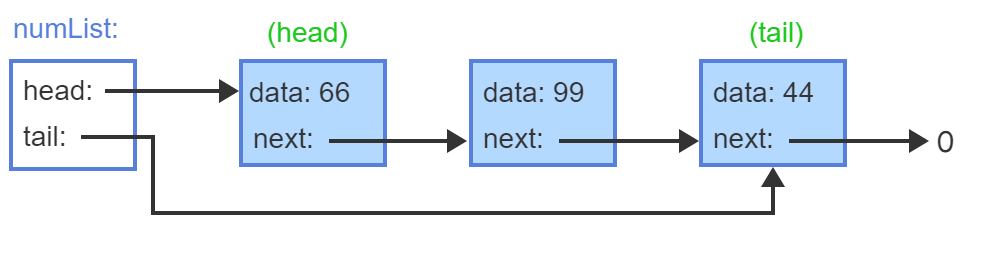 numList:
(head)
(tail)
head:
data: 66
data: 99
data: 44
tail:
next:
next:
next:
0